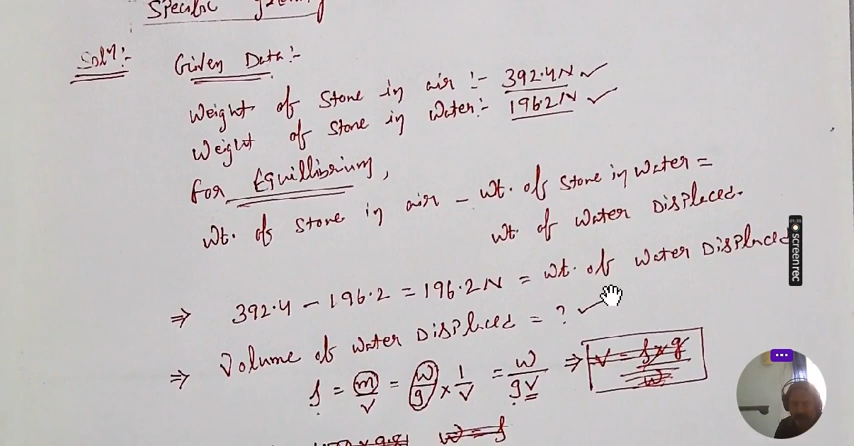 Specific
Soln:- Given Data:-
Weight of Stone in air :- 392.4N ✓
Weight of Stone in Water:- 196.2N ✓
for Equillibrium,
Wt. of Stone in air - Wt. of Stone in Water =
Wt. of Water Displaced.
⇒ 392.4 - 196.2 = 196.2N = Wt. of Water Displaced
⇒ Volume of Water Displaced = ? ✓
ρ = m/V = w/g × 1/V = w/gV ⇒ V = ρ×g/w
w = ρ
screenrec